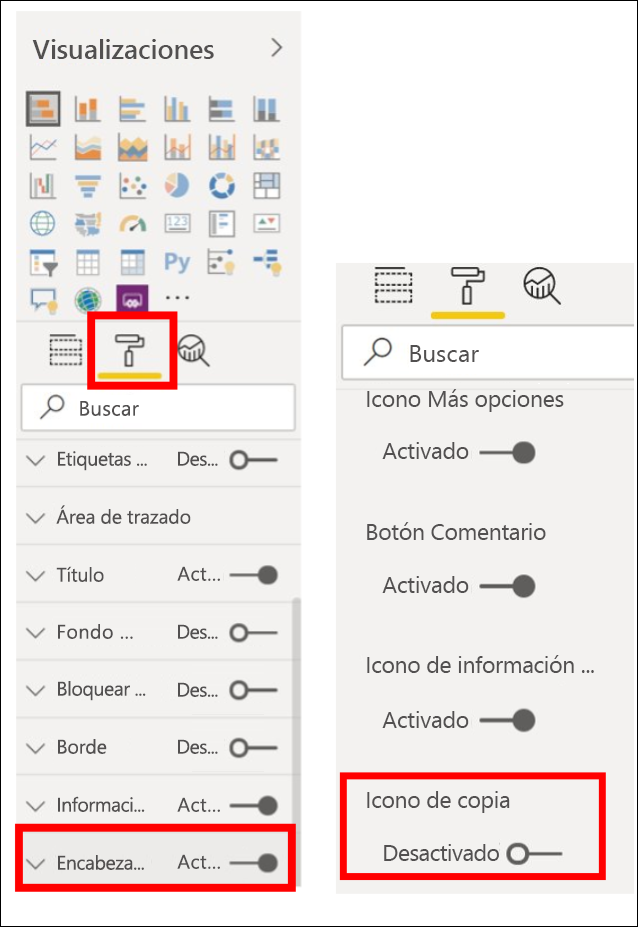 Visualizaciones
123
Py
Buscar
Etiquetas ... Des...
Área de trazado
Título Act...
Fondo ... Des...
Bloquear ... Des...
Borde Des...
Informaci... Act...
Encabeza... Act...
Buscar
Icono Más opciones
Activado
Botón Comentario
Activado
Icono de información ...
Activado
Icono de copia
Desactivado